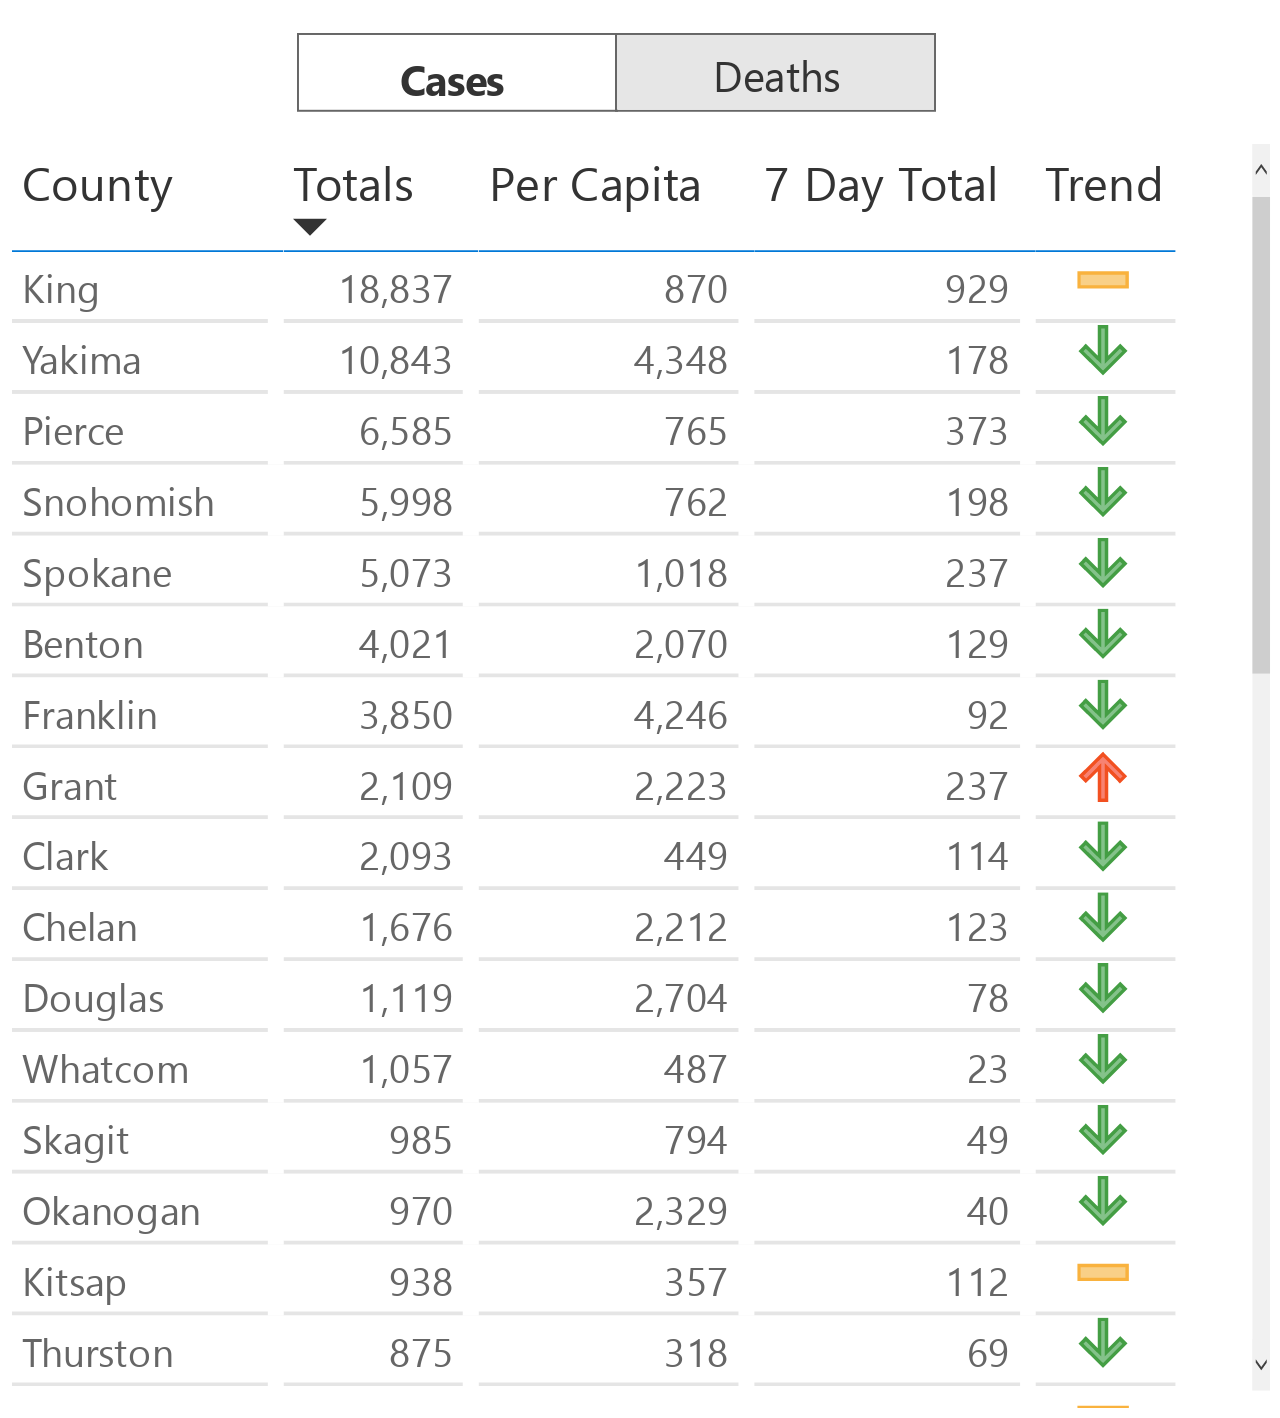 Cases Deaths
County Totals Per Capita 7 Day Total Trend
King 18,837 870 929
Yakima 10,843 4,348 178
Pierce 6,585 765 373
Snohomish 5,998 762 198
Spokane 5,073 1,018 237
Benton 4,021 2,070 129
Franklin 3,850 4,246 92
Grant 2,109 2,223 237
Clark 2,093 449 114
Chelan 1,676 2,212 123
Douglas 1,119 2,704 78
Whatcom 1,057 487 23
Skagit 985 794 49
Okanogan 970 2,329 40
Kitsap 938 357 112
Thurston 875 318 69